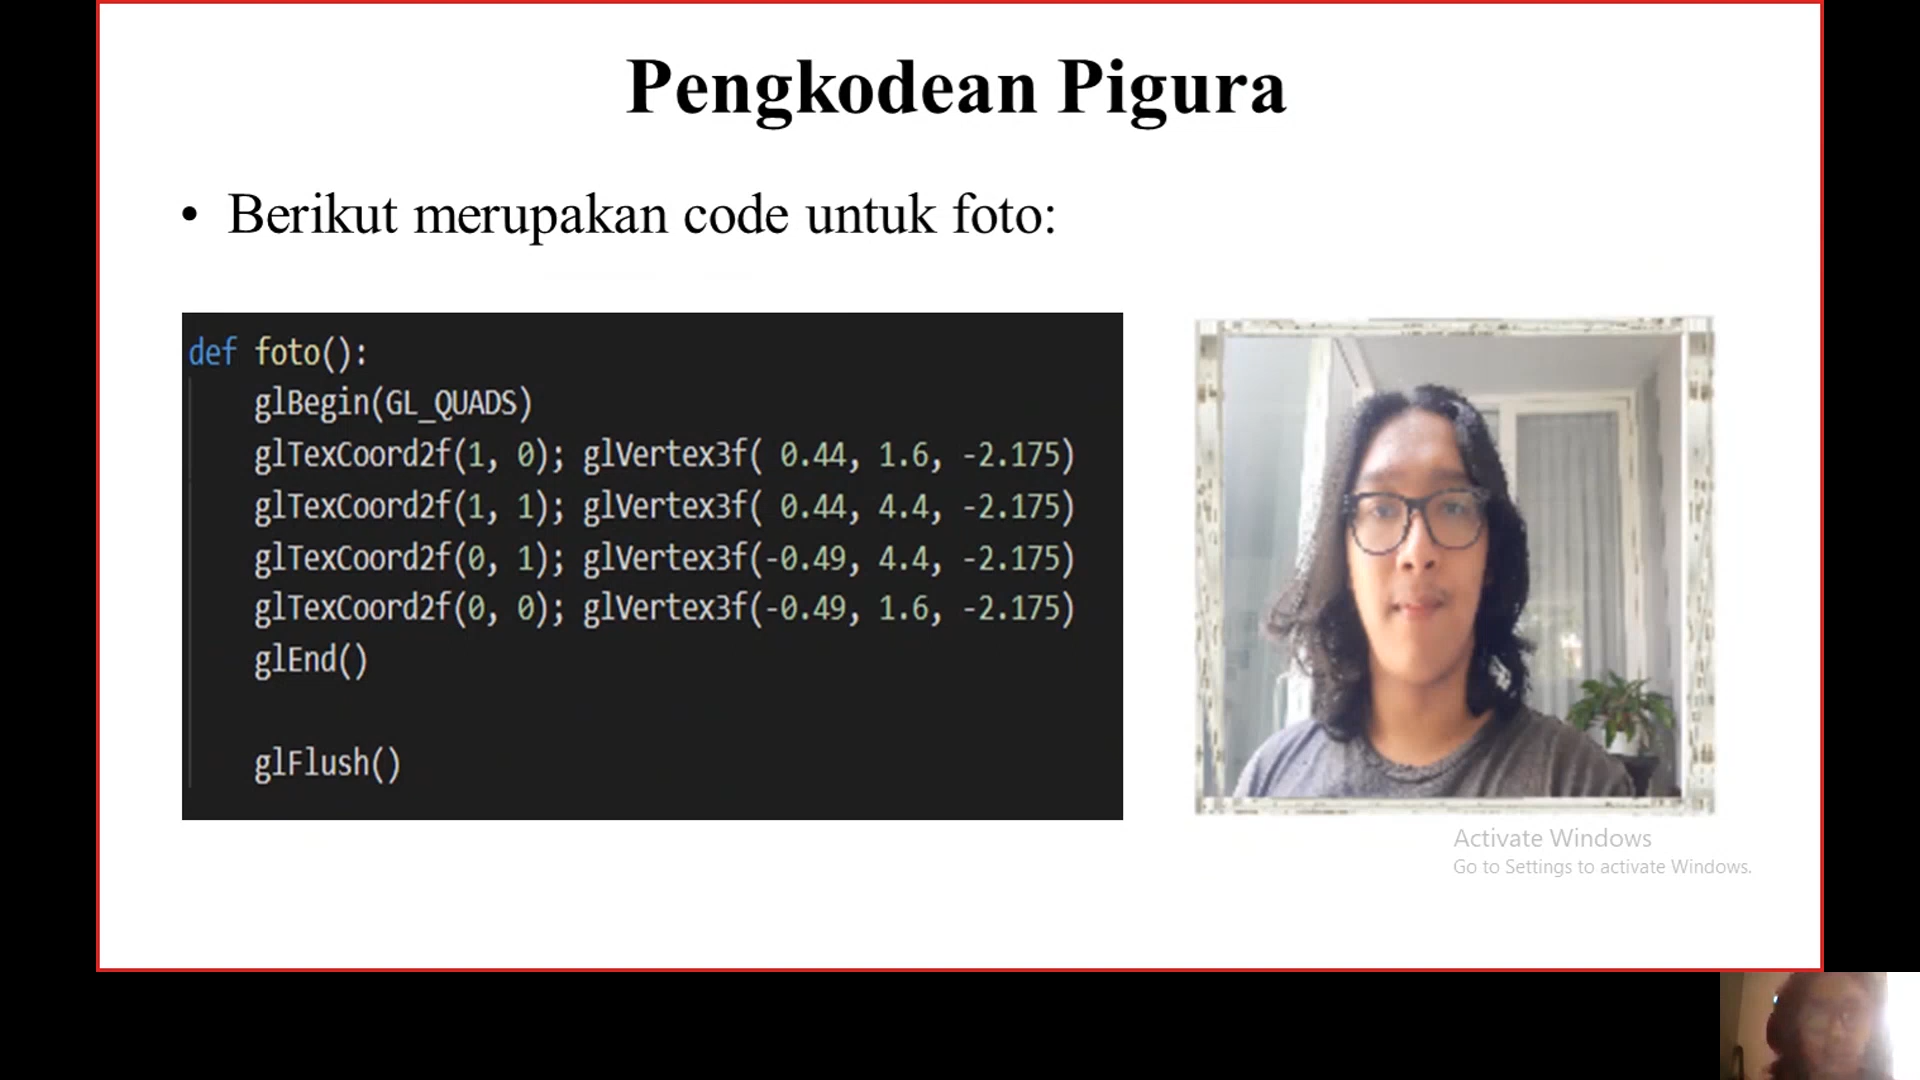 Pengkodean Pigura
• Berikut merupakan code untuk foto:
def foto():
glBegin(GL_QUADS)
glTexCoord2f(1, 0); glVertex3f( 0.44, 1.6, -2.175)
glTexCoord2f(1, 1); glVertex3f( 0.44, 4.4, -2.175)
glTexCoord2f(0, 1); glVertex3f(-0.49, 4.4, -2.175)
glTexCoord2f(0, 0); glVertex3f(-0.49, 1.6, -2.175)
glEnd()
glFlush()
Activate Windows
Go to Settings to activate Windows.